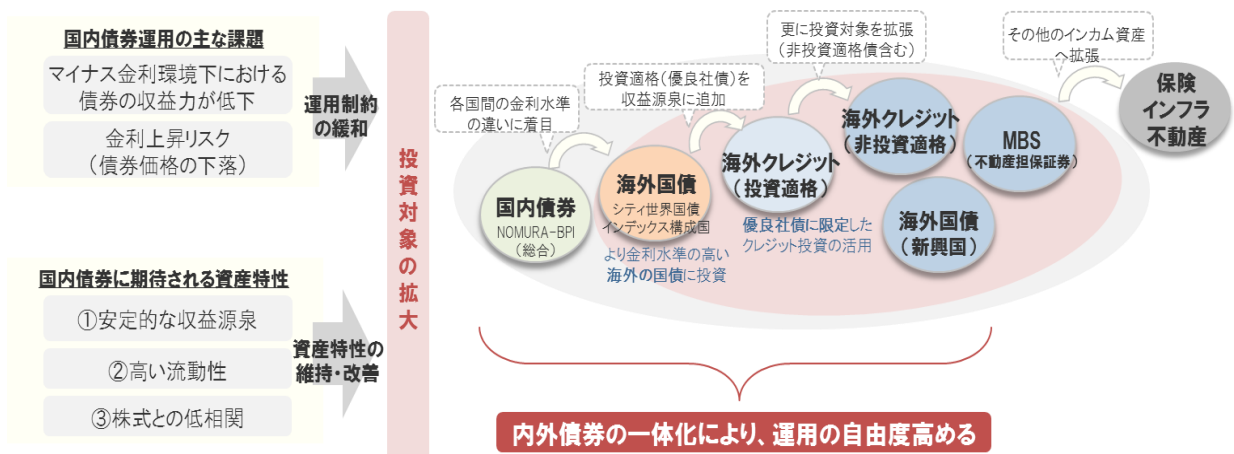 国内債券運用の主な課題
マイナス金利環境下における
債券の収益力が低下
金利上昇リスク
（債券価格の下落）
運用制約
の緩和
国内債券に期待される資産特性
①安定的な収益源泉
②高い流動性
③株式との低相関
資産特性の
維持・改善
投資対象の拡大
各国間の金利水準
の違いに着目
投資適格（優良社債）を
収益源泉に追加
更に投資対象を拡張
（非投資適格債含む）
その他のインカム資産
へ拡張
国内債券
NOMURA-BPI
（総合）
海外国債
シティ世界国債
インデックス構成国
より金利水準の高い
海外の国債に投資
海外クレジット
（投資適格）
優良社債に限定した
クレジット投資の活用
海外クレジット
（非投資適格）
MBS
（不動産担保証券）
海外国債
（新興国）
保険
インフラ
不動産
内外債券の一体化により、運用の自由度高める